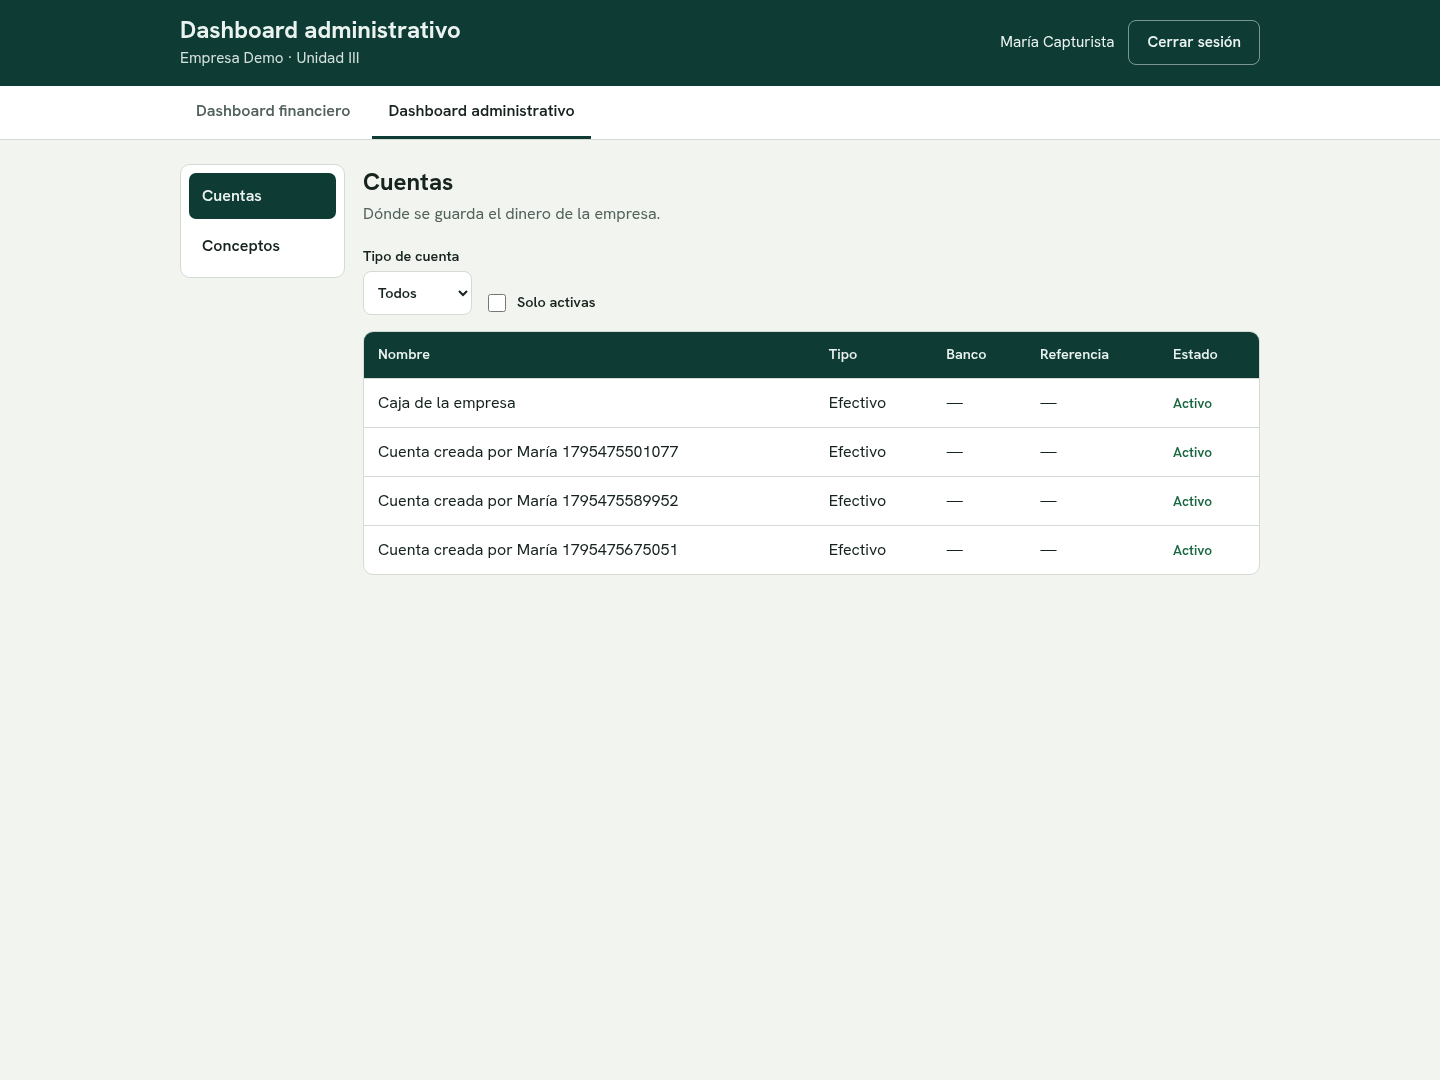 Dashboard administrativo
Empresa Demo · Unidad III
María Capturista
Cerrar sesión
Dashboard financiero
Dashboard administrativo
Cuentas
Conceptos
Cuentas
Dónde se guarda el dinero de la empresa.
Tipo de cuenta
Todos
Solo activas
Nombre Tipo Banco Referencia Estado
Caja de la empresa Efectivo — — Activo
Cuenta creada por María 1795475501077 Efectivo — — Activo
Cuenta creada por María 1795475589952 Efectivo — — Activo
Cuenta creada por María 1795475675051 Efectivo — — Activo